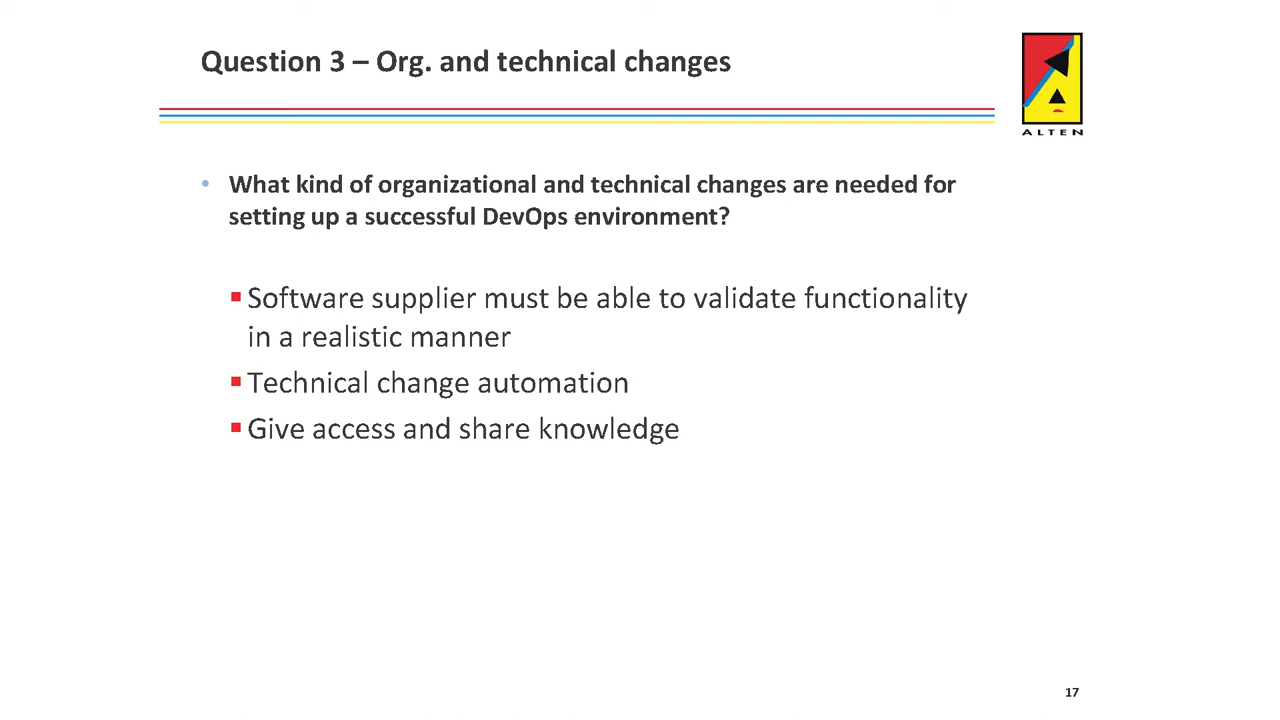 Question 3 – Org. and technical changes
ALTEN
• What kind of organizational and technical changes are needed for
setting up a successful DevOps environment?
▪ Software supplier must be able to validate functionality
in a realistic manner
▪ Technical change automation
▪ Give access and share knowledge
17